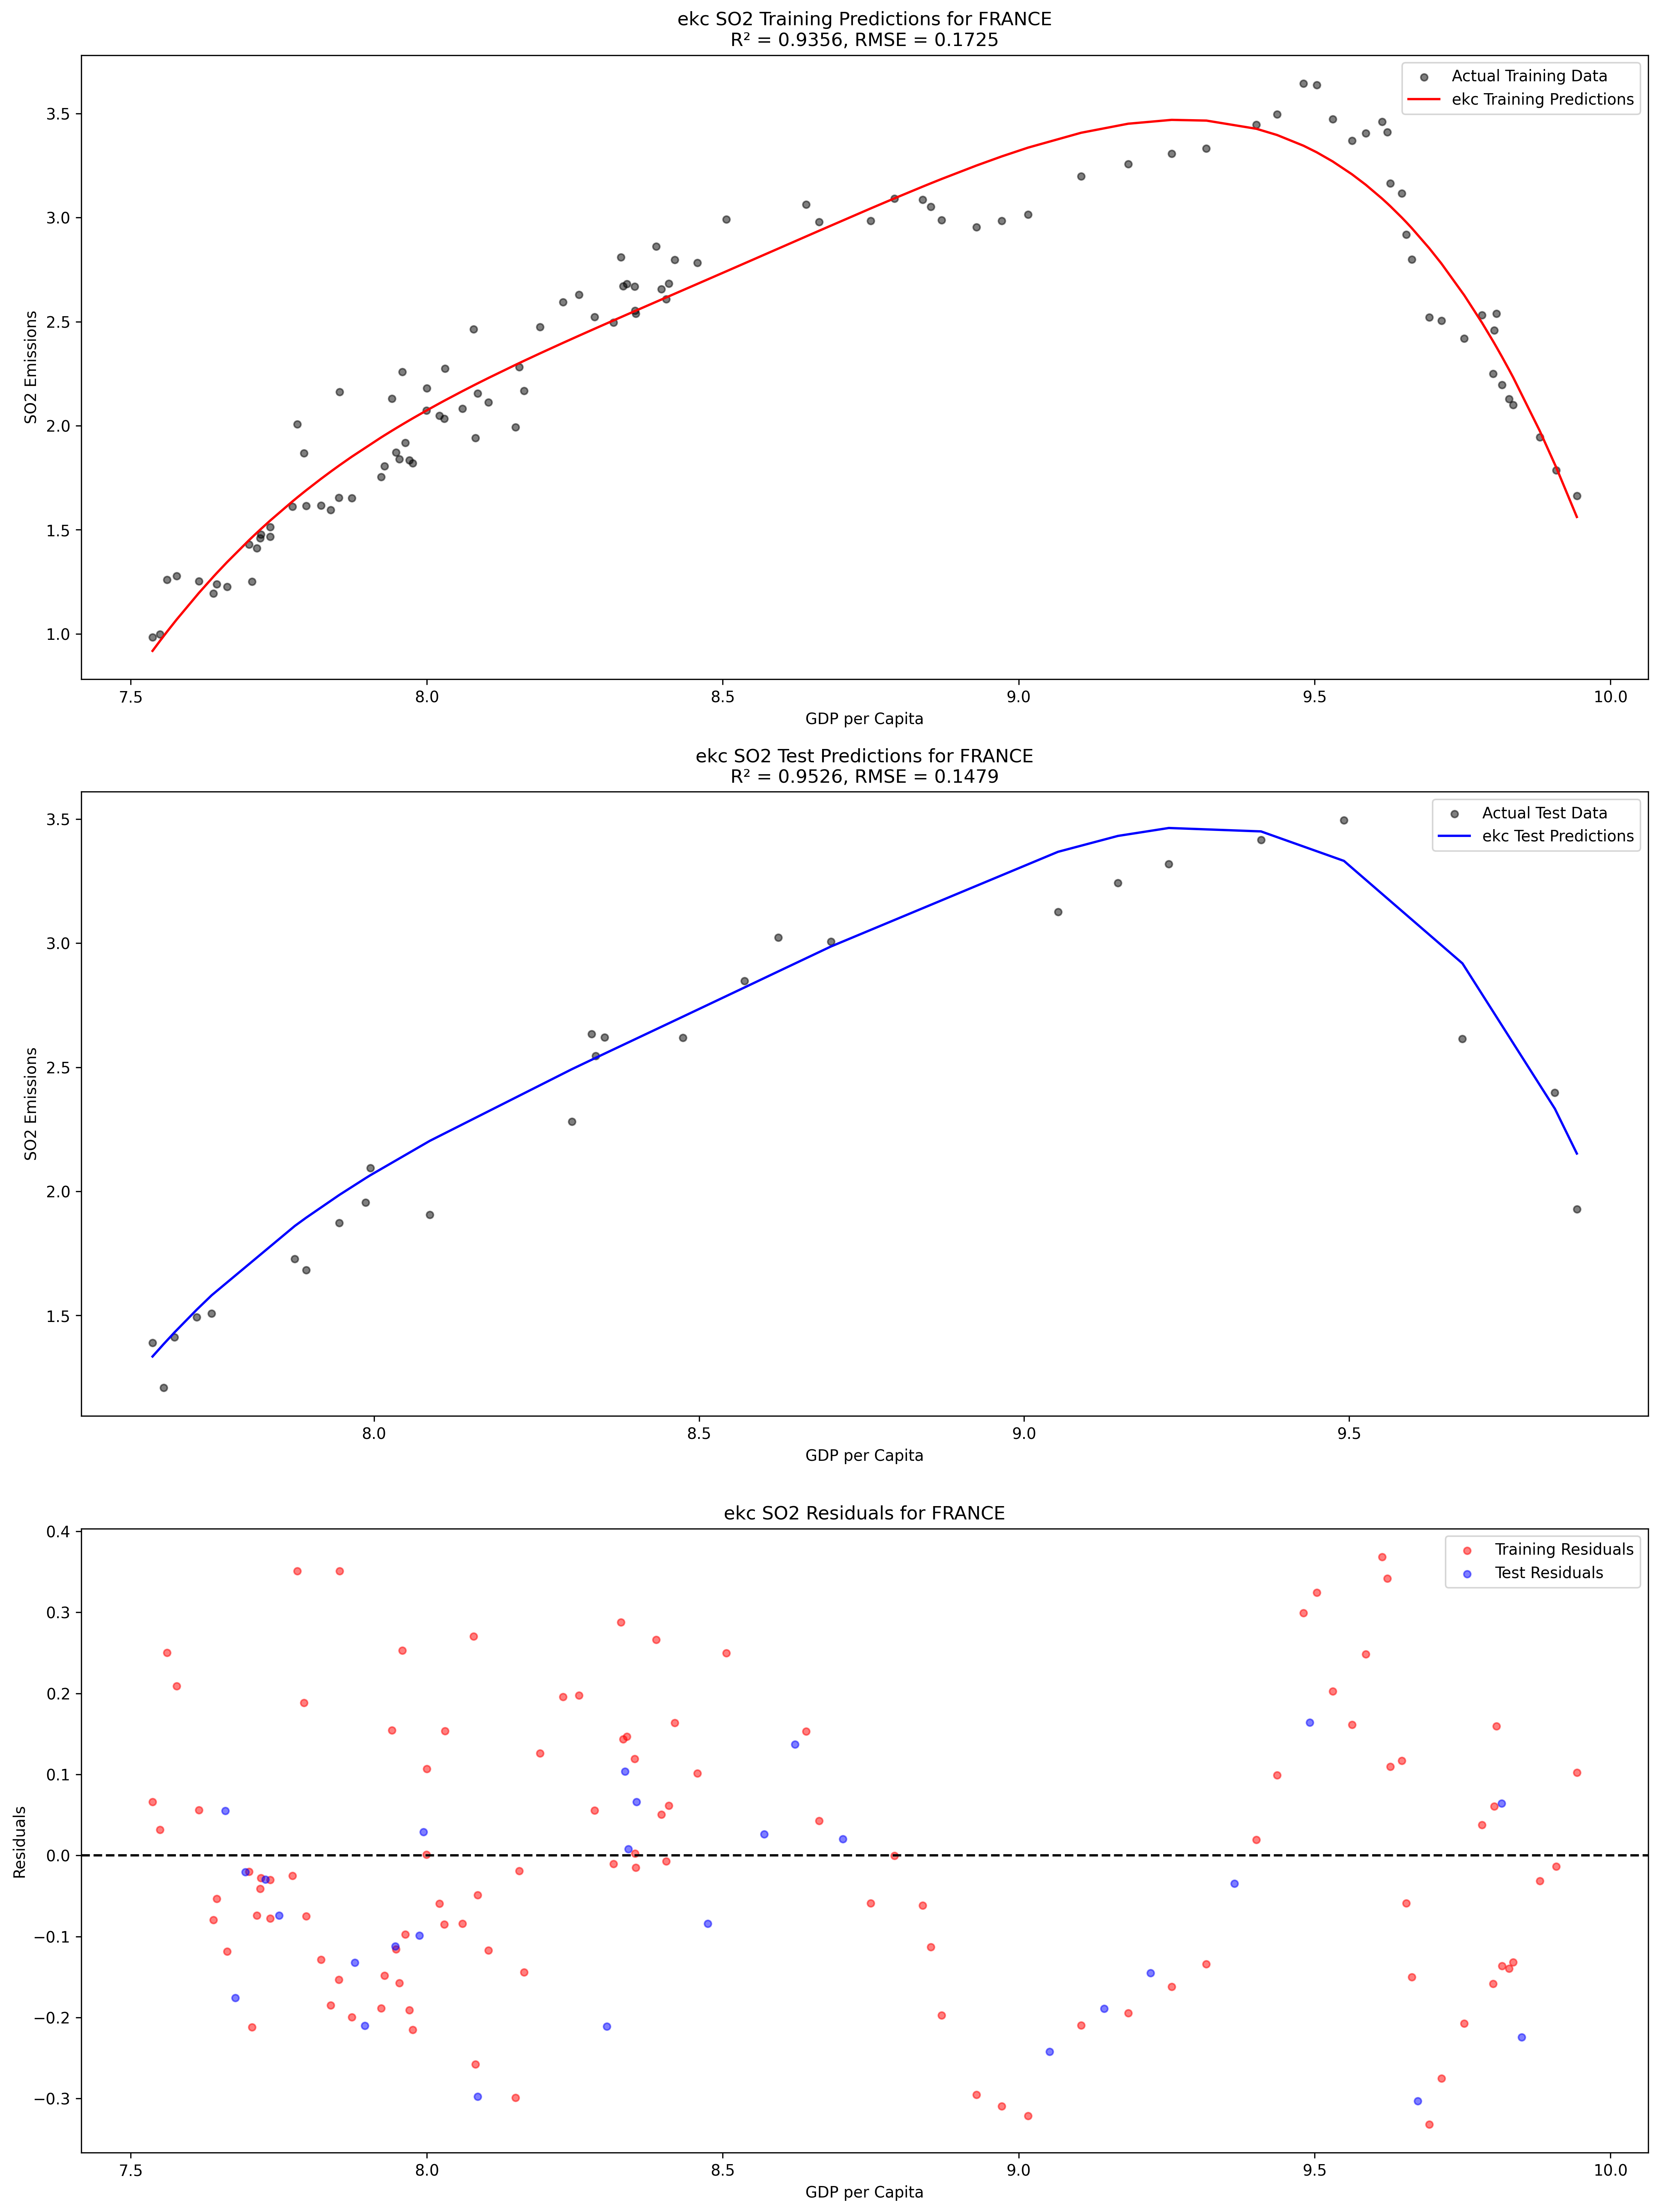 ekc SO2 Training Predictions for FRANCE
R² = 0.9356, RMSE = 0.1725
Actual Training Data
ekc Training Predictions
SO2 Emissions
3.5
3.0
2.5
2.0
1.5
1.0
7.5 8.0 8.5 9.0 9.5 10.0
GDP per Capita
ekc SO2 Test Predictions for FRANCE
R² = 0.9526, RMSE = 0.1479
Actual Test Data
ekc Test Predictions
SO2 Emissions
3.5
3.0
2.5
2.0
1.5
8.0 8.5 9.0 9.5
GDP per Capita
ekc SO2 Residuals for FRANCE
Training Residuals
Test Residuals
Residuals
0.4
0.3
0.2
0.1
0.0
−0.1
−0.2
−0.3
7.5 8.0 8.5 9.0 9.5 10.0
GDP per Capita